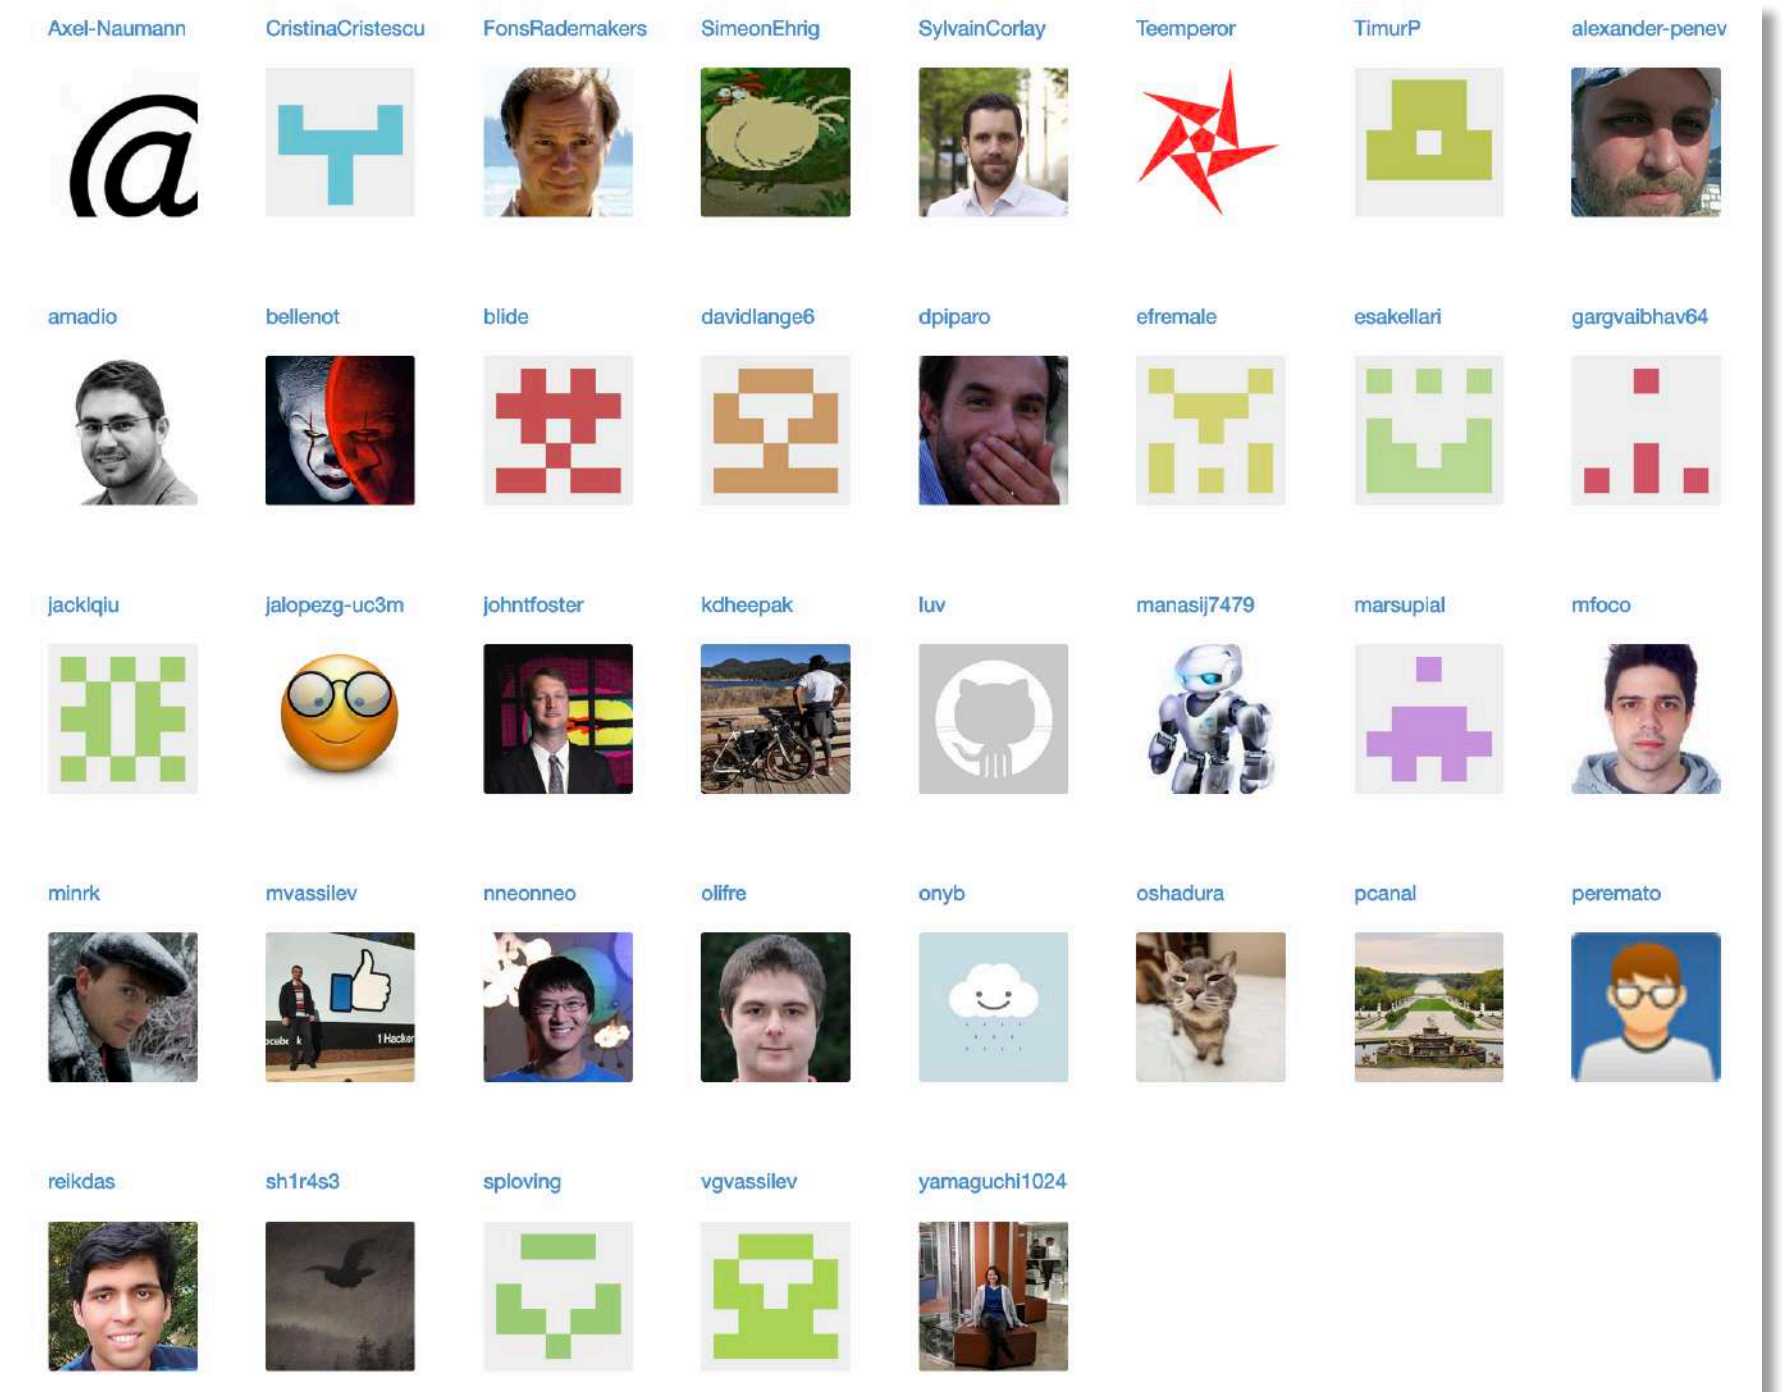 Axel-Naumann CristinaCristescu FonsRademakers SimeonEhrig SylvainCorlay Teemperor TimurP alexander-penev
@
amadio bellenot blide davidlange6 dpiparo efremale esakellari gargvaibhav64
jacklqiu jalopezg-uc3m johntfoster kdheepak luv manasij7479 marsupial mfoco
minrk mvassilev nneonneo olifre onyb oshadura pcanal peremato
1 Hacker
reikdas sh1r4s3 sploving vgvassilev yamaguchi1024